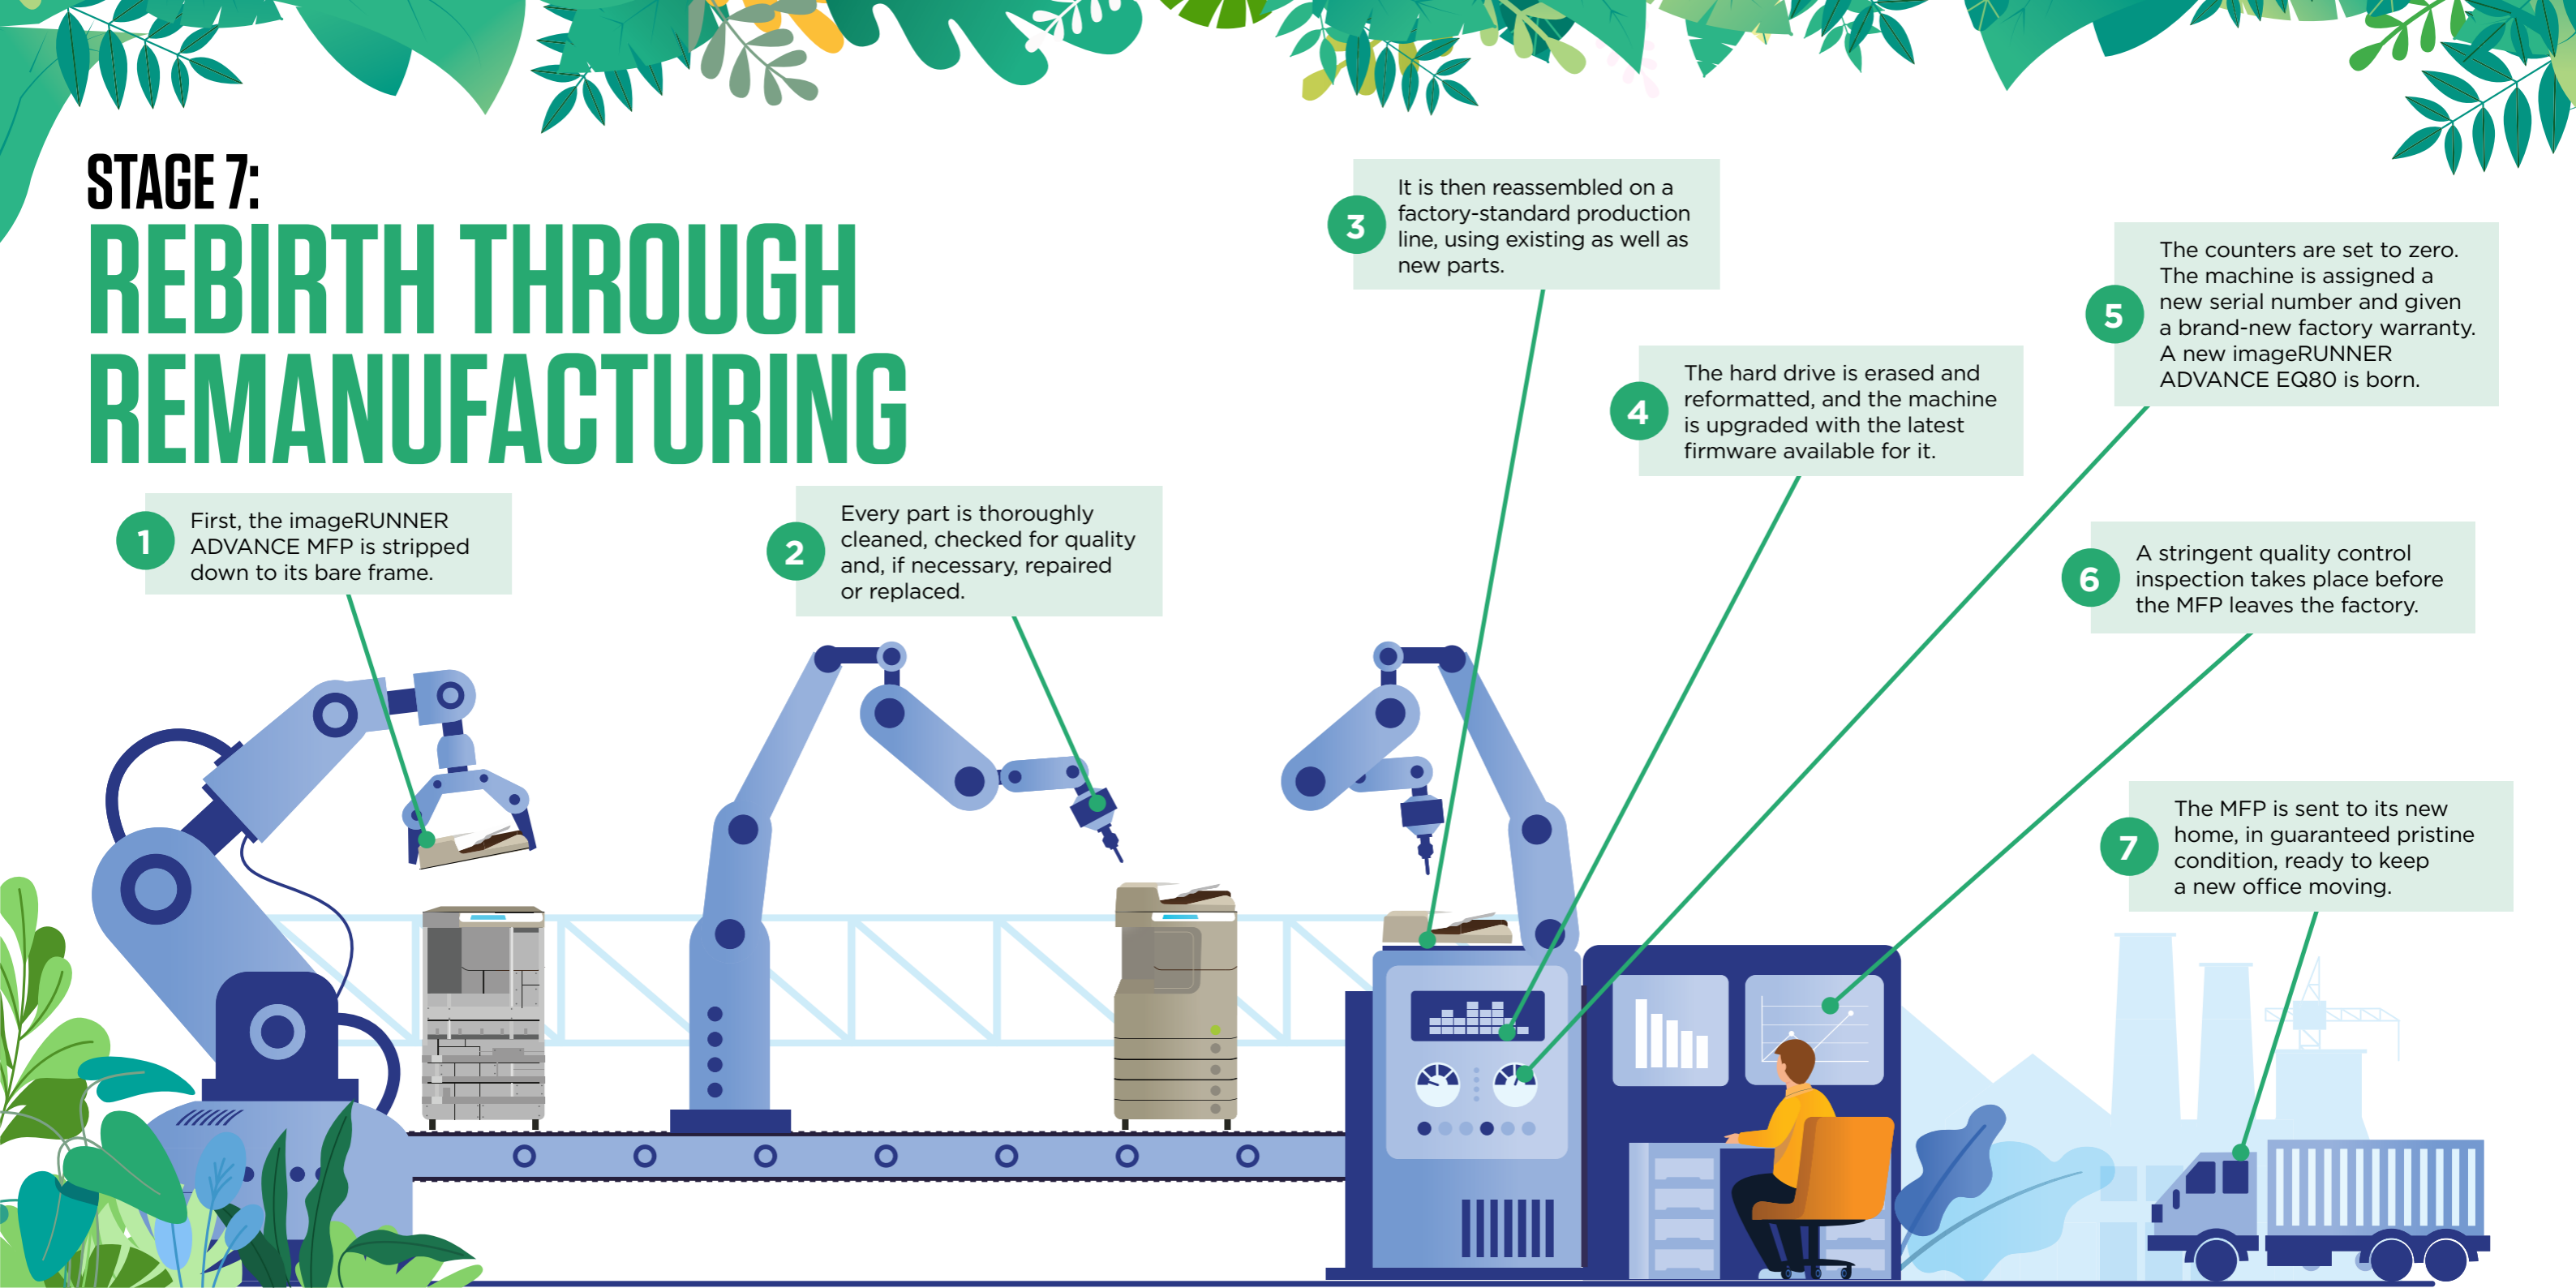 STAGE 7:
REBIRTH THROUGH
REMANUFACTURING
1
First, the imageRUNNER
ADVANCE MFP is stripped
down to its bare frame.
2
Every part is thoroughly
cleaned, checked for quality
and, if necessary, repaired
or replaced.
3
It is then reassembled on a
factory-standard production
line, using existing as well as
new parts.
4
The hard drive is erased and
reformatted, and the machine
is upgraded with the latest
firmware available for it.
5
The counters are set to zero.
The machine is assigned a
new serial number and given
a brand-new factory warranty.
A new imageRUNNER
ADVANCE EQ80 is born.
6
A stringent quality control
inspection takes place before
the MFP leaves the factory.
7
The MFP is sent to its new
home, in guaranteed pristine
condition, ready to keep
a new office moving.